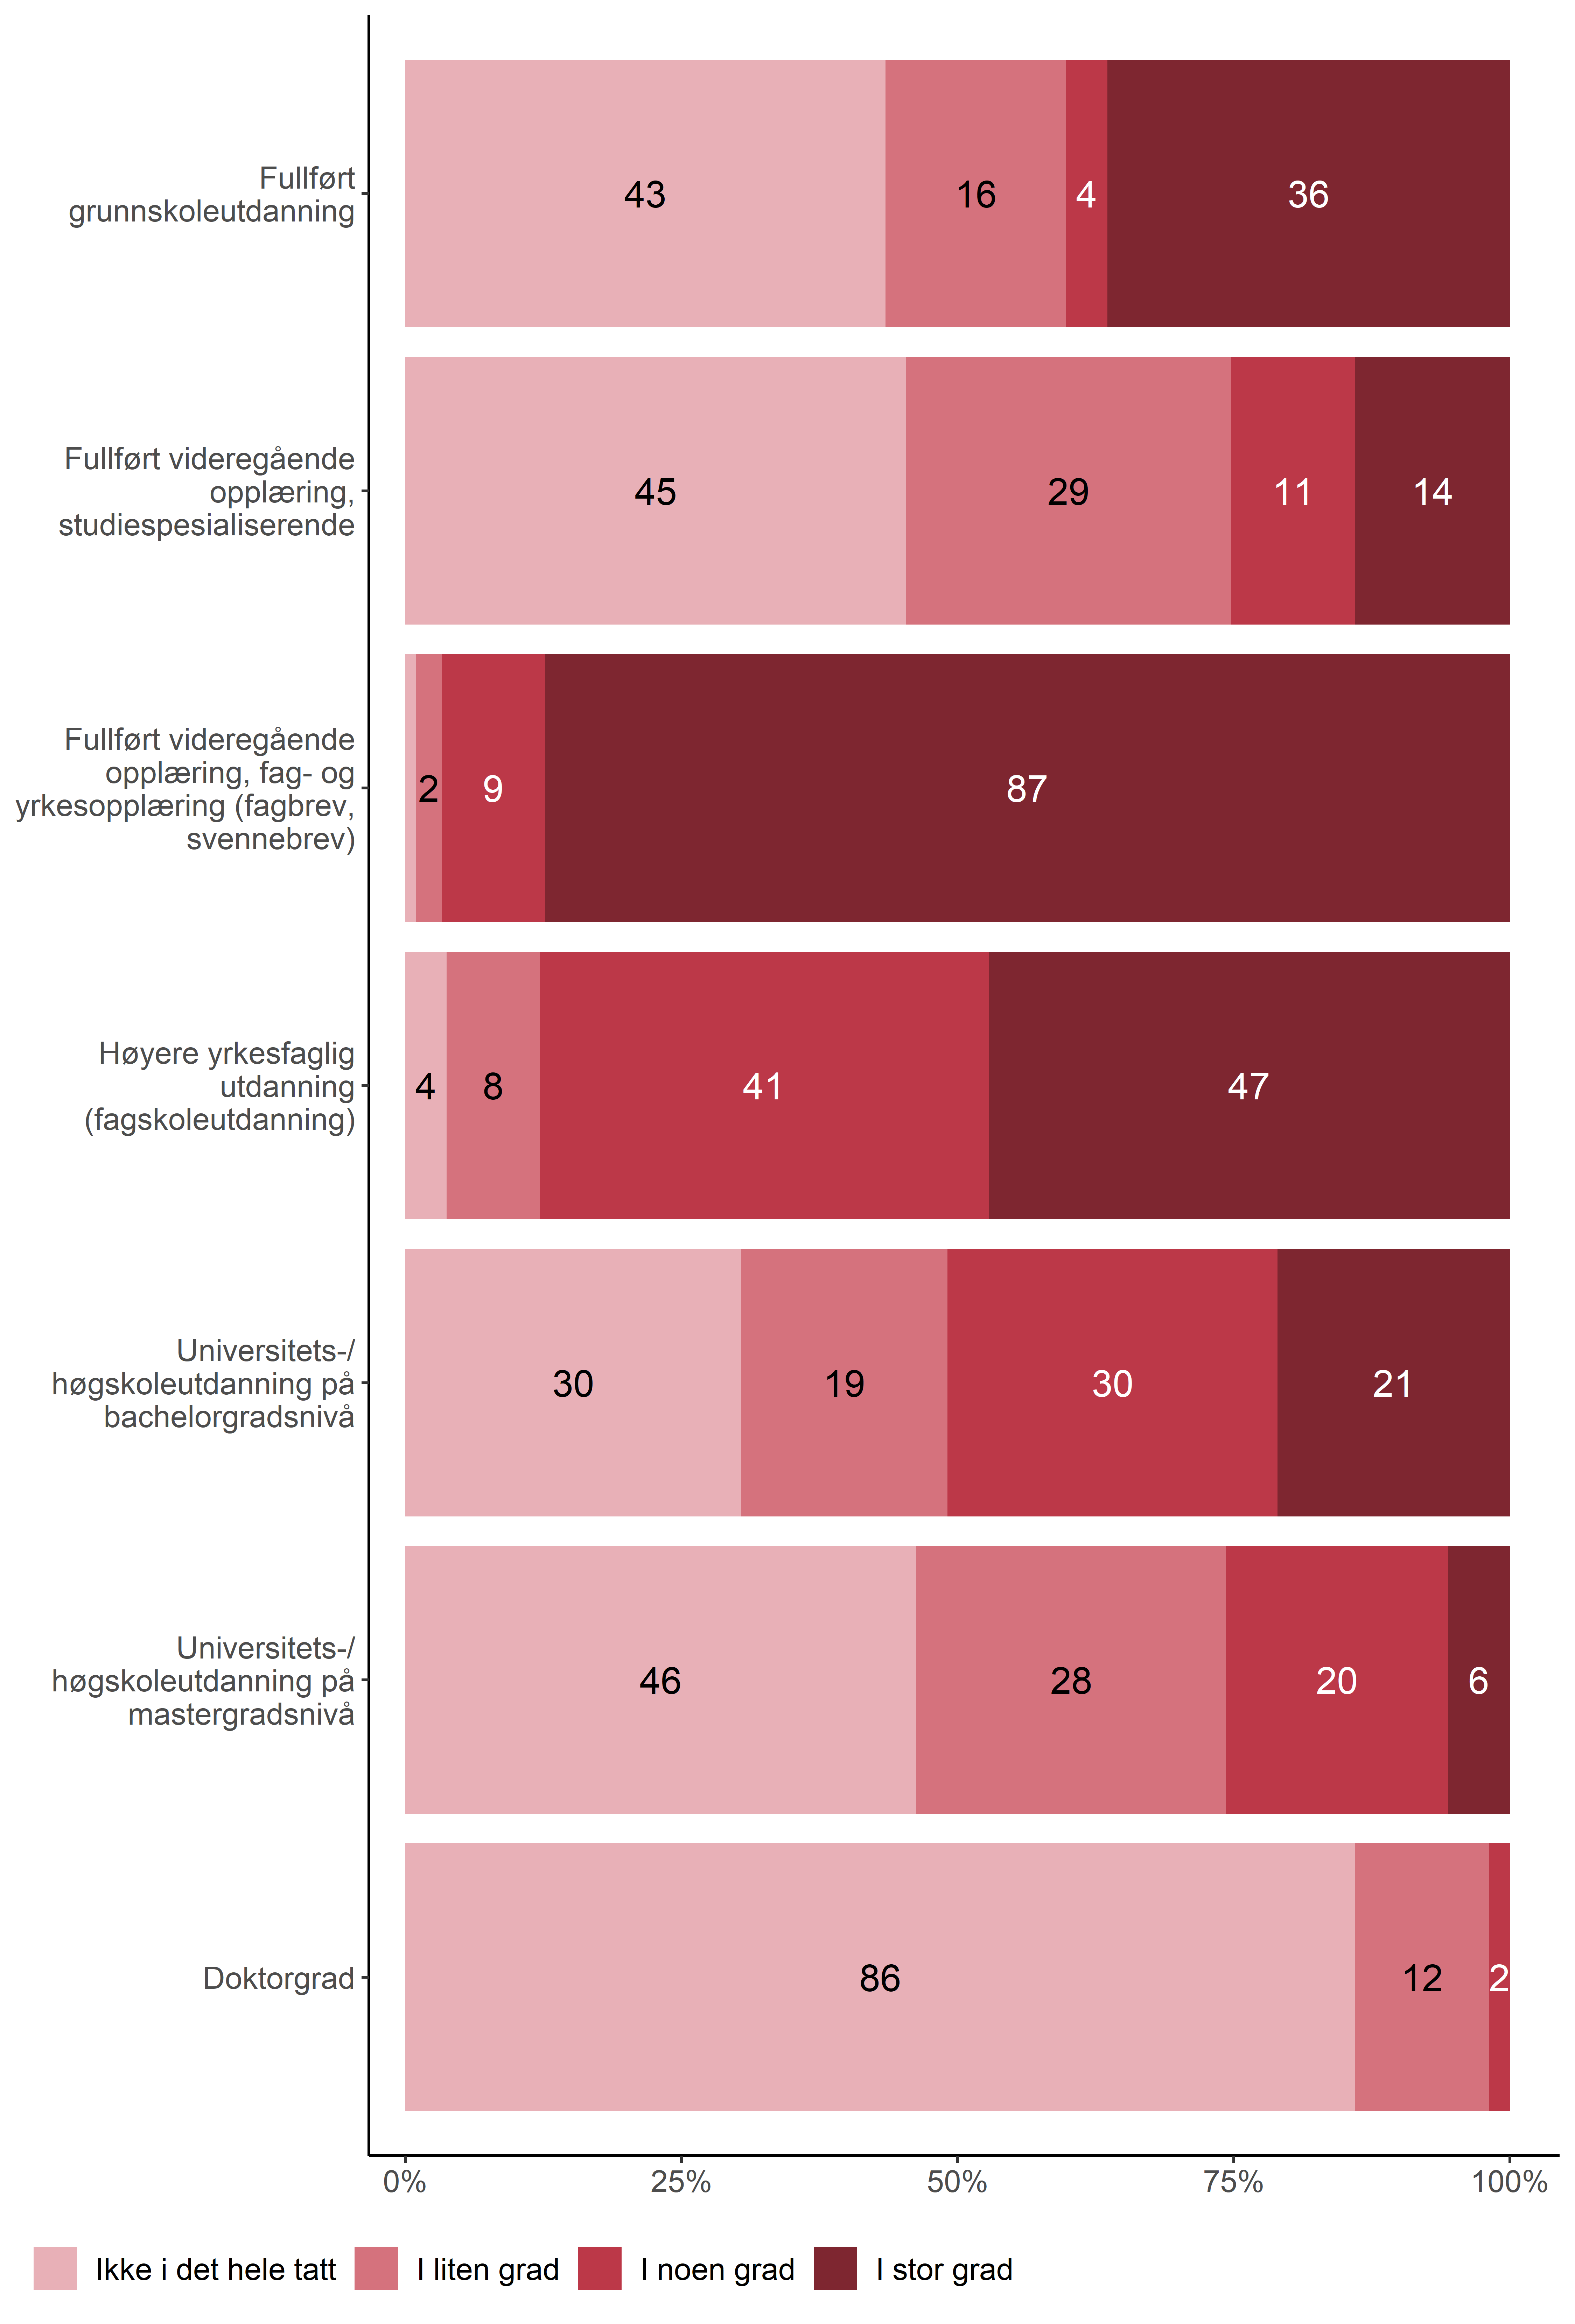 Fullført
grunnskoleutdanning
43 16 4 36
Fullført videregående
opplæring,
studiespesialiserende
45 29 11 14
Fullført videregående
opplæring, fag- og
yrkesopplæring (fagbrev,
svennebrev)
2 9 87
Høyere yrkesfaglig
utdanning
(fagskoleutdanning)
4 8 41 47
Universitets-/
høgskoleutdanning på
bachelorgradsnivå
30 19 30 21
Universitets-/
høgskoleutdanning på
mastergradsnivå
46 28 20 6
Doktorgrad
86 12 2
0% 25% 50% 75% 100%
Ikke i det hele tatt I liten grad I noen grad I stor grad